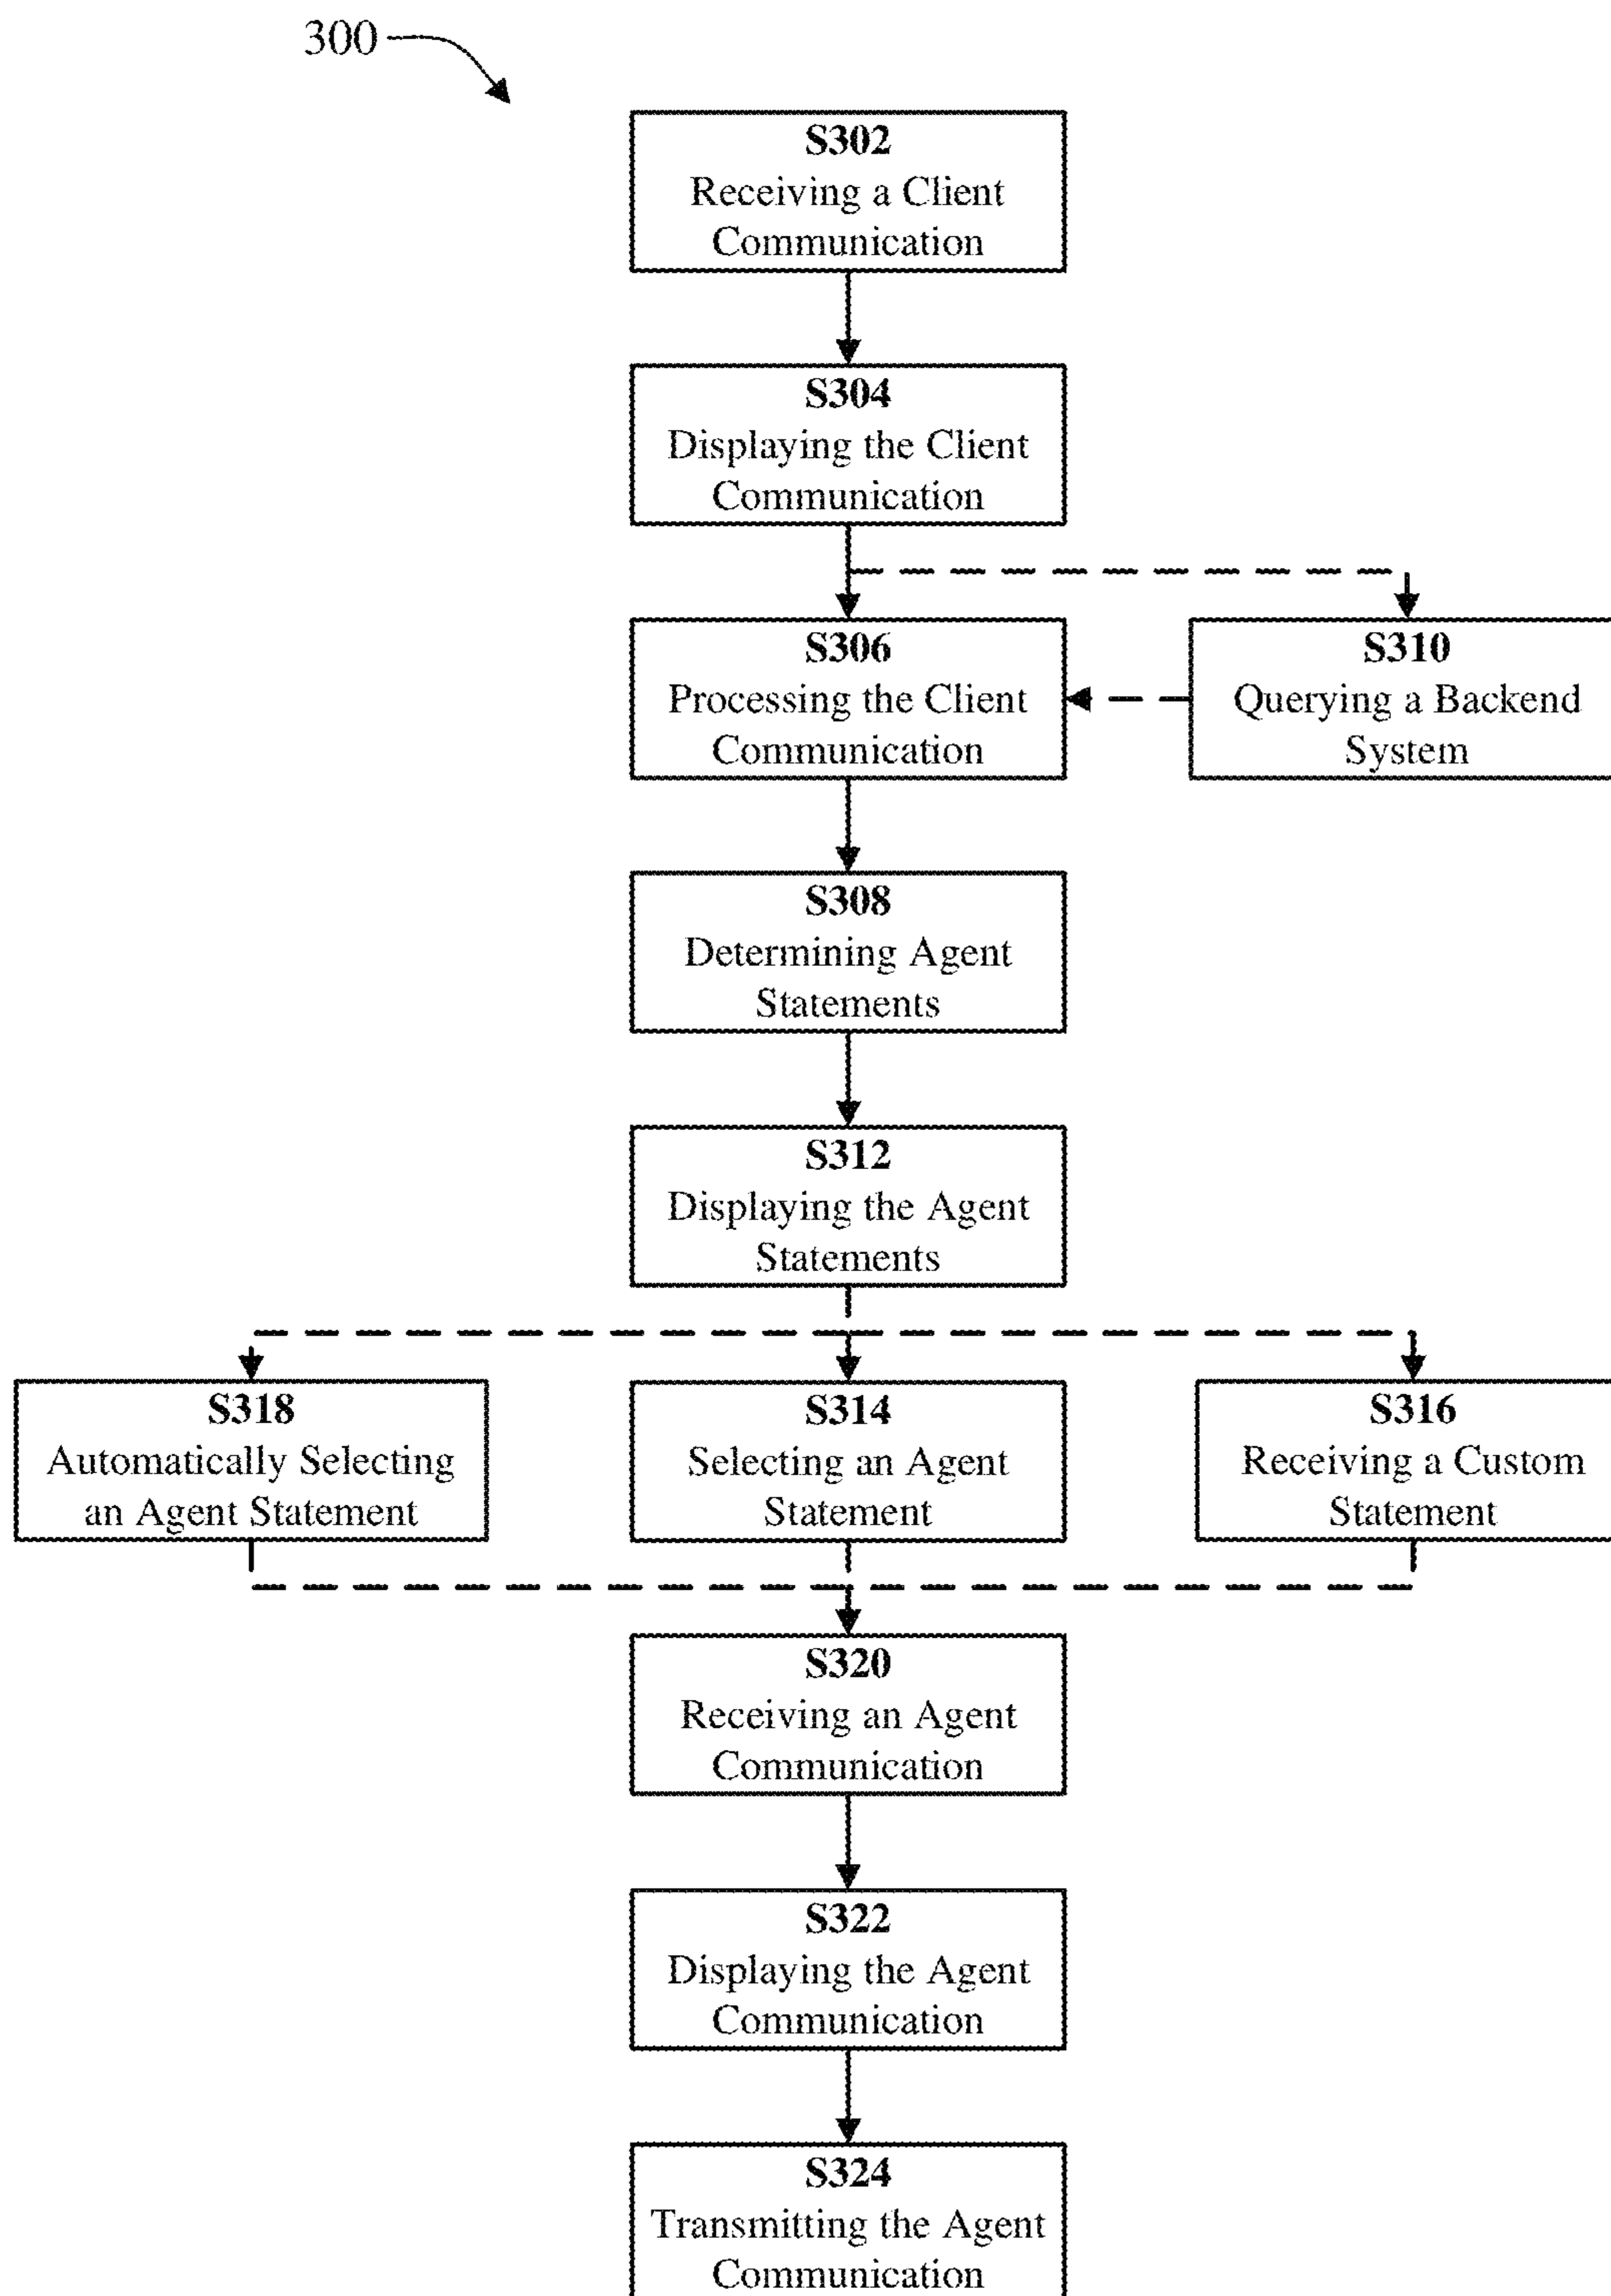 300
S302
Receiving a Client
Communication
S304
Displaying the Client
Communication
S306
Processing the Client
Communication
S310
Querying a Backend
System
S308
Determining Agent
Statements
S312
Displaying the Agent
Statements
S318
Automatically Selecting
an Agent Statement
S314
Selecting an Agent
Statement
S316
Receiving a Custom
Statement
S320
Receiving an Agent
Communication
S322
Displaying the Agent
Communication
S324
Transmitting the Agent
Communication